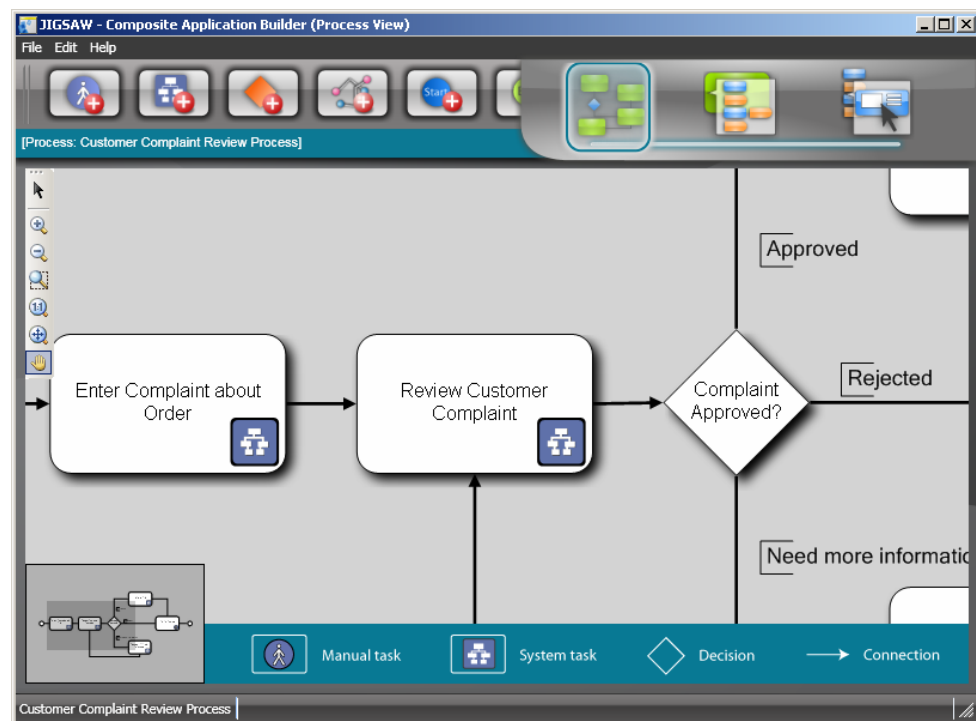 JIGSAW - Composite Application Builder (Process View)
File Edit Help
Start
[Process: Customer Complaint Review Process]
Approved
Enter Complaint about
Order
Review Customer
Complaint
Complaint
Approved?
Rejected
Need more informatio
1:1
Manual task
System task
Decision
Connection
Customer Complaint Review Process